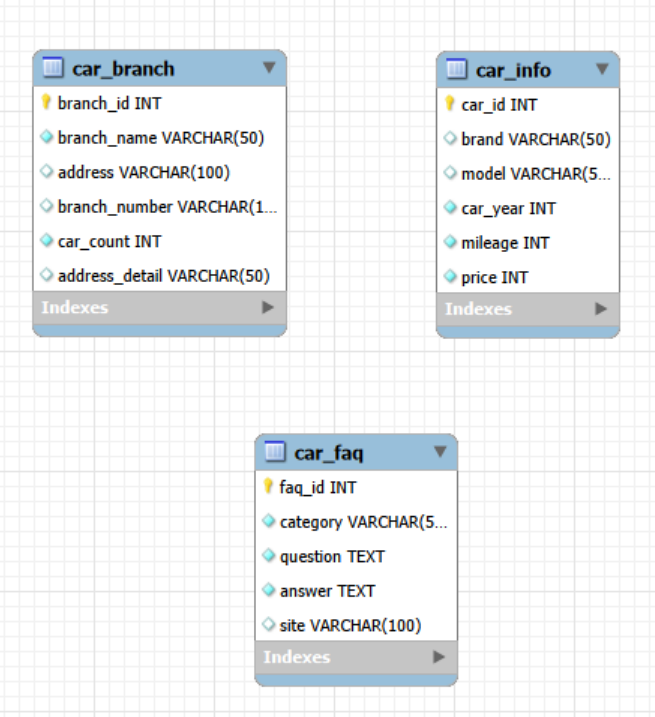 car_branch
branch_id INT
branch_name VARCHAR(50)
address VARCHAR(100)
branch_number VARCHAR(1...
car_count INT
address_detail VARCHAR(50)
Indexes
car_info
car_id INT
brand VARCHAR(50)
model VARCHAR(5...
car_year INT
mileage INT
price INT
Indexes
car_faq
faq_id INT
category VARCHAR(5...
question TEXT
answer TEXT
site VARCHAR(100)
Indexes